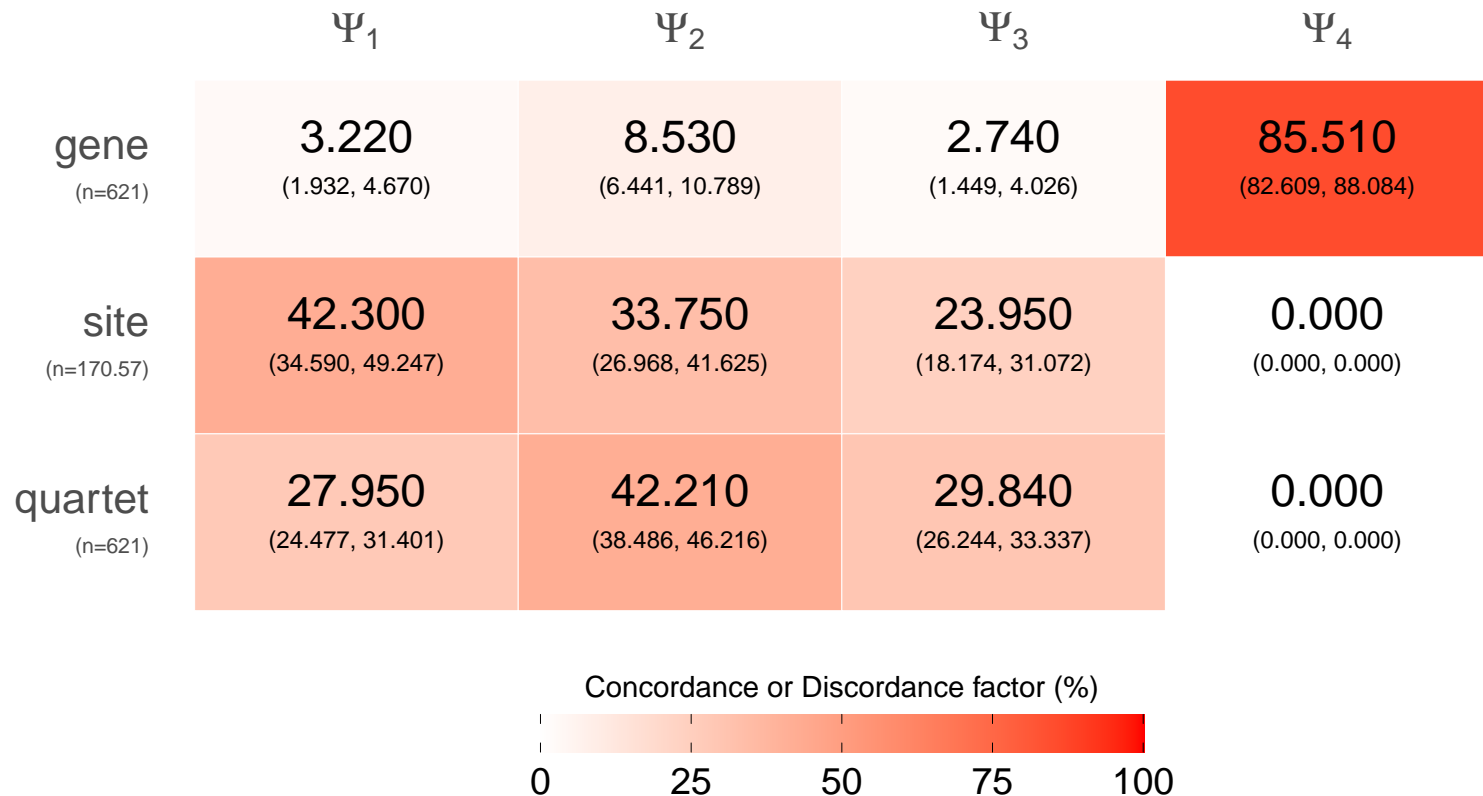 Ψ1 Ψ2 Ψ3 Ψ4
gene 3.220 8.530 2.740 85.510
(n=621) (1.932, 4.670) (6.441, 10.789) (1.449, 4.026) (82.609, 88.084)
site 42.300 33.750 23.950 0.000
(n=170.57) (34.590, 49.247) (26.968, 41.625) (18.174, 31.072) (0.000, 0.000)
quartet 27.950 42.210 29.840 0.000
(n=621) (24.477, 31.401) (38.486, 46.216) (26.244, 33.337) (0.000, 0.000)
Concordance or Discordance factor (%)
0 25 50 75 100